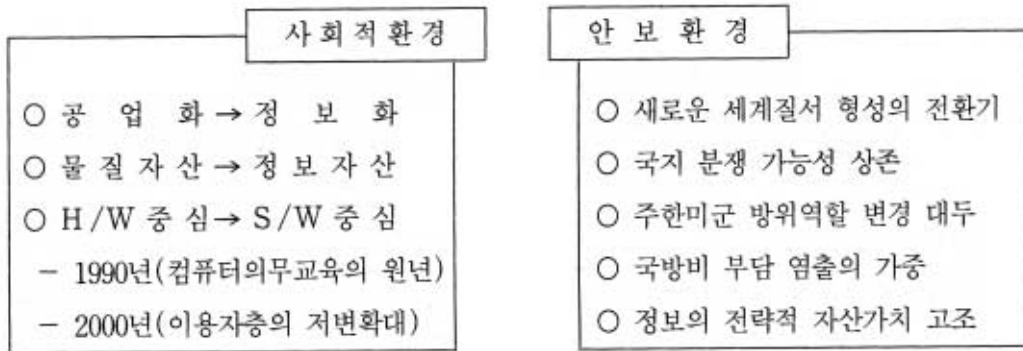 사회적환경
○ 공 업 화 → 정 보 화
○ 물 질 자 산 → 정 보 자 산
○ H/W 중 심 → S/W 중 심
- 1990년(컴퓨터의무교육의 원년)
- 2000년(이용자층의 저변확대)
안 보 환 경
○ 새로운 세계질서 형성의 전환기
○ 국지 분쟁 가능성 상존
○ 주한미군 방위역할 변경 대두
○ 국방비 부담 염출의 가중
○ 정보의 전략적 자산가치 고조